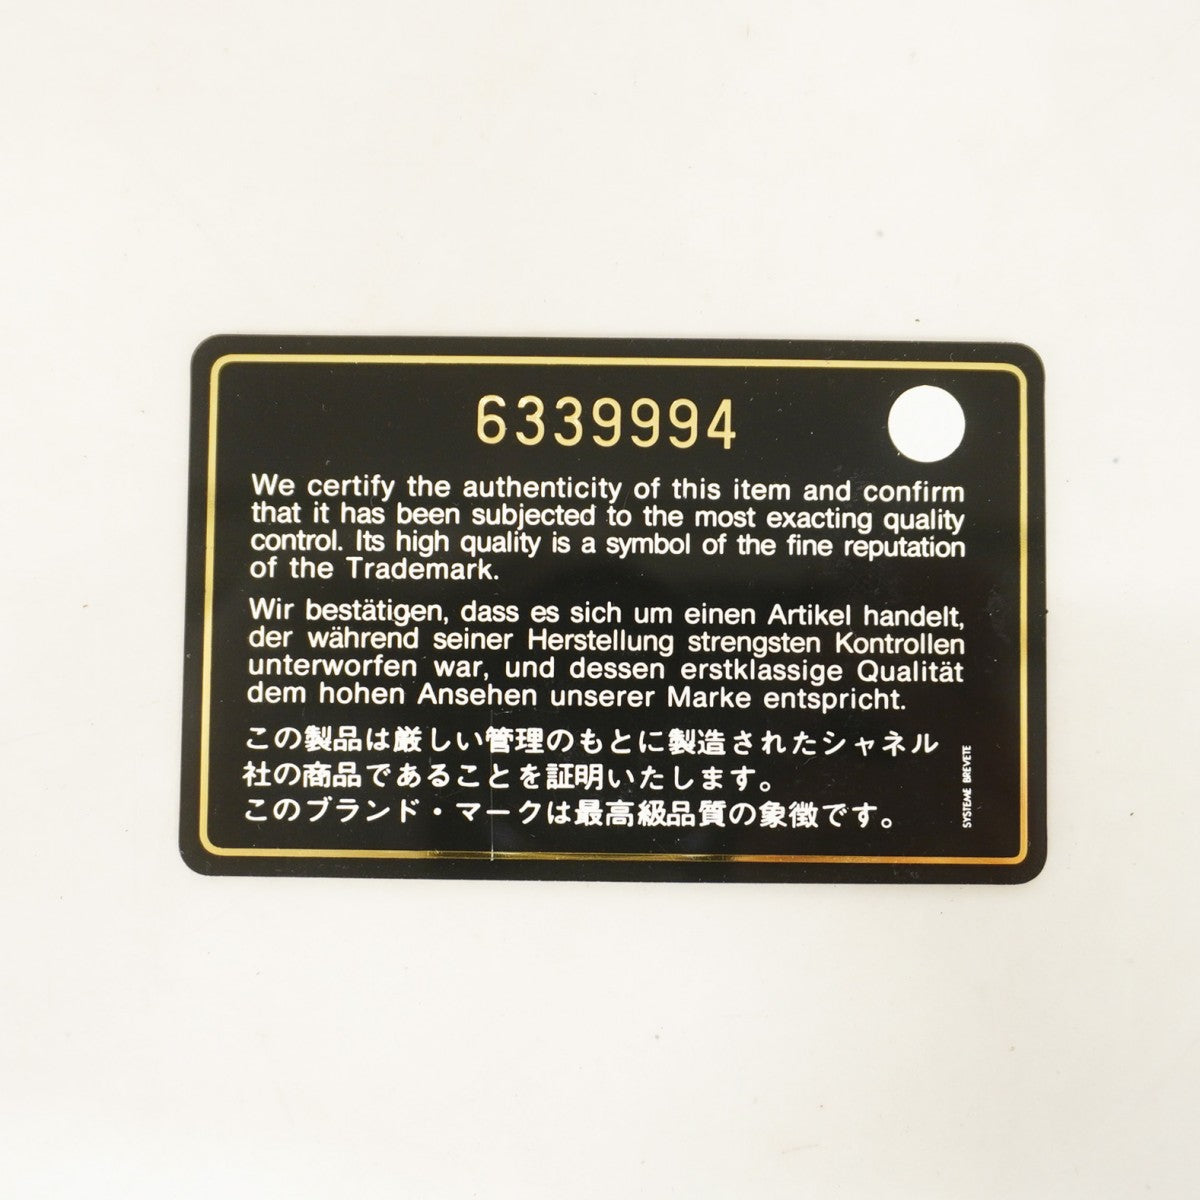 6339994
We certify the authenticity of this item and confirm
that it has been subjected to the most exacting quality
control. Its high quality is a symbol of the fine reputation
of the Trademark.
Wir bestätigen, dass es sich um einen Artikel handelt,
der während seiner Herstellung strengsten Kontrollen
unterworfen war, und dessen erstklassige Qualität
dem hohen Ansehen unserer Marke entspricht.
この製品は厳しい管理のもとに製造されたシャネル
社の商品であることを証明いたします。
このブランド・マークは最高級品質の象徴です。
SYSTEME BREVETE